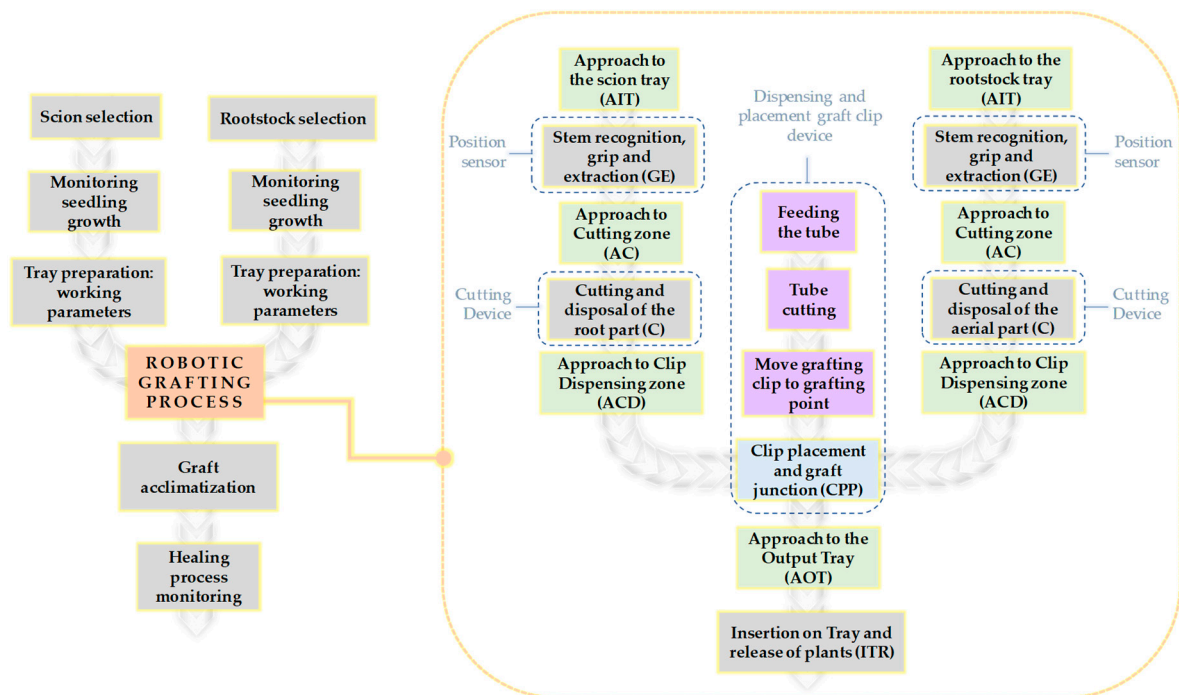 Scion selection
Rootstock selection
Monitoring
seedling
growth
Monitoring
seedling
growth
Tray preparation:
working
parameters
Tray preparation:
working
parameters
ROBOTIC
GRAFTING
PROCESS
Graft
acclimatization
Healing
process
monitoring
Approach to
the scion tray
(AIT)
Position
sensor
Stem recognition,
grip and
extraction (GE)
Approach to
Cutting zone
(AC)
Cutting
Device
Cutting and
disposal of the
root part (C)
Approach to Clip
Dispensing zone
(ACD)
Dispensing and
placement graft clip
device
Feeding
the tube
Tube
cutting
Move grafting
clip to grafting
point
Approach to the
rootstock tray
(AIT)
Stem recognition,
grip and
extraction (GE)
Position
sensor
Approach to
Cutting zone
(AC)
Cutting and
disposal of the
aerial part (C)
Cutting
Device
Approach to Clip
Dispensing zone
(ACD)
Clip placement
and graft
junction (CPP)
Approach to the
Output Tray
(AOT)
Insertion on Tray and
release of plants (ITR)